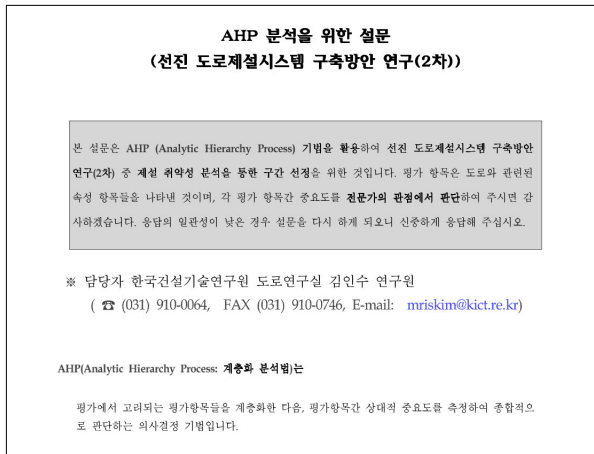 AHP 분석을 위한 설문
(선진 도로제설시스템 구축방안 연구(2차))
본 설문은 AHP (Analytic Hierarchy Process) 기법을 활용하여 선진 도로제설시스템 구축방안
연구(2차) 중 제설 취약성 분석을 통한 구간 선정을 위한 것입니다. 평가 항목은 도로와 관련된
속성 항목들을 나타낸 것이며, 각 평가 항목간 중요도를 전문가의 관점에서 판단하여 주시면 감
사하겠습니다. 응답의 일관성이 낮은 경우 설문을 다시 하게 되오니 신중하게 응답해 주십시오.
※ 담당자 한국건설기술연구원 도로연구실 김인수 연구원
( ☎ (031) 910-0064, FAX (031) 910-0746, E-mail: mriskim@kict.re.kr)
AHP(Analytic Hierarchy Process: 계층화 분석법)는
평가에서 고려되는 평가항목들을 계층화한 다음, 평가항목간 상대적 중요도를 측정하여 종합적으
로 판단하는 의사결정 기법입니다.